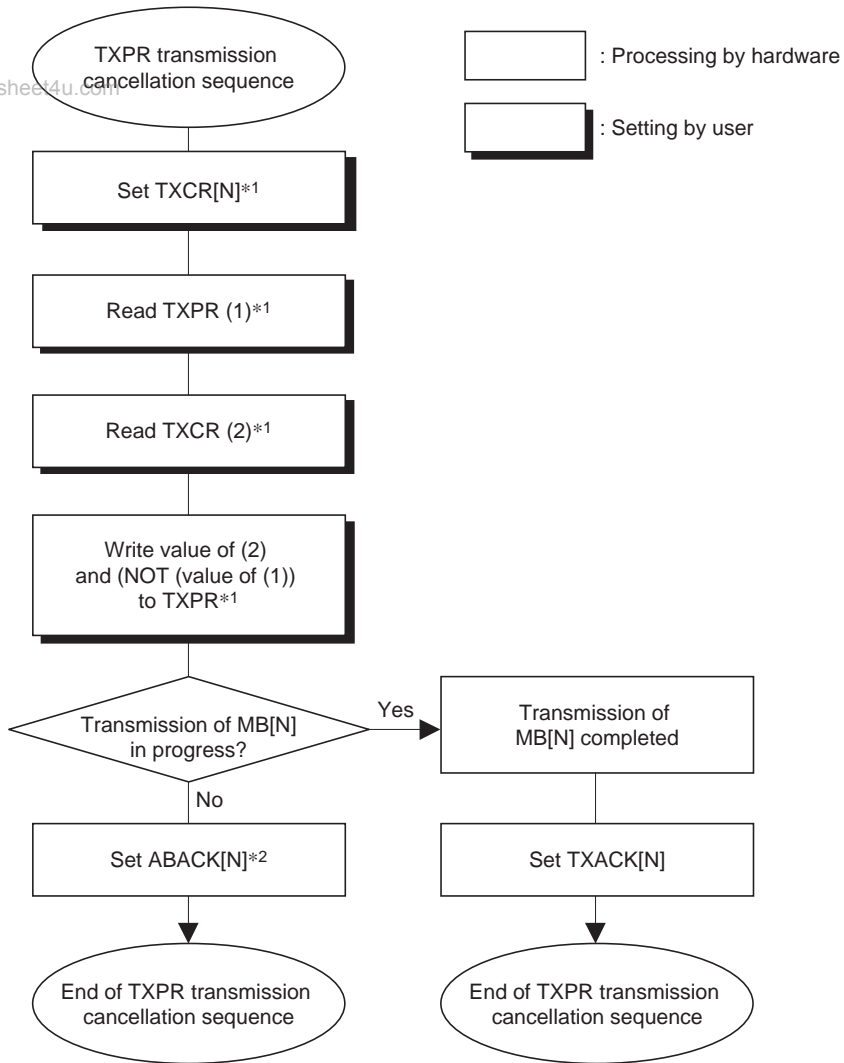 TXPR transmission
cancellation sequence
sheet4u.com
: Processing by hardware
: Setting by user
Set TXCR[N]*1
Read TXPR (1)*1
Read TXCR (2)*1
Write value of (2)
and (NOT (value of (1))
to TXPR*1
Transmission of MB[N]
in progress?
Yes
Transmission of
MB[N] completed
No
Set ABACK[N]*2
Set TXACK[N]
End of TXPR transmission
cancellation sequence
End of TXPR transmission
cancellation sequence